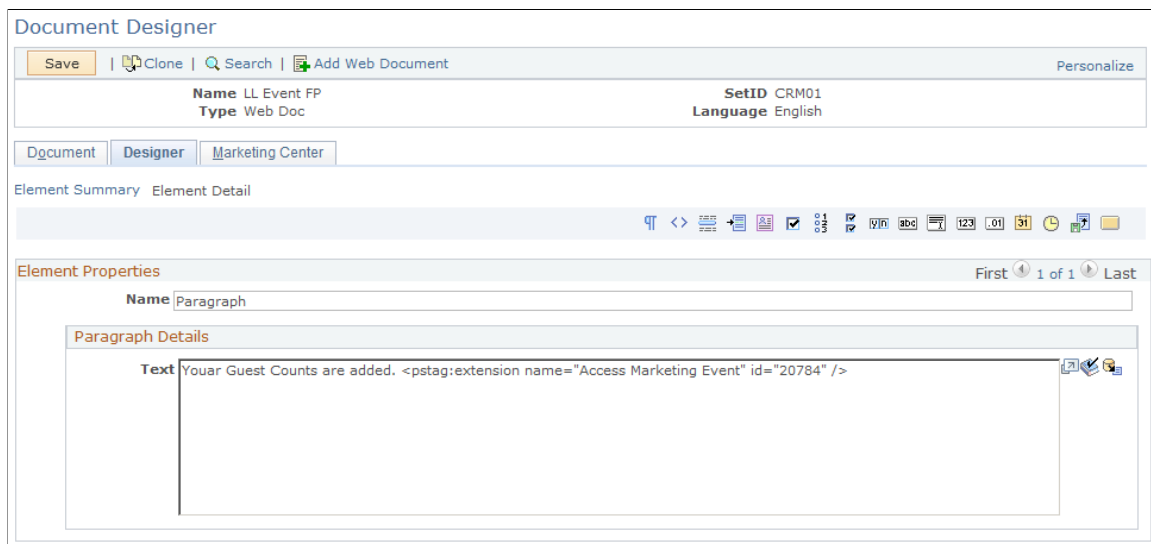 Document Designer
Save | Clone | Search | Add Web Document Personalize
Name LL Event FP SetID CRM01
Type Web Doc Language English
Document Designer Marketing Center
Element Summary Element Detail
Element Properties First 1 of 1 Last
Name Paragraph
Paragraph Details
Text Youar Guest Counts are added. <pstag:extension name="Access Marketing Event" id="20784" />